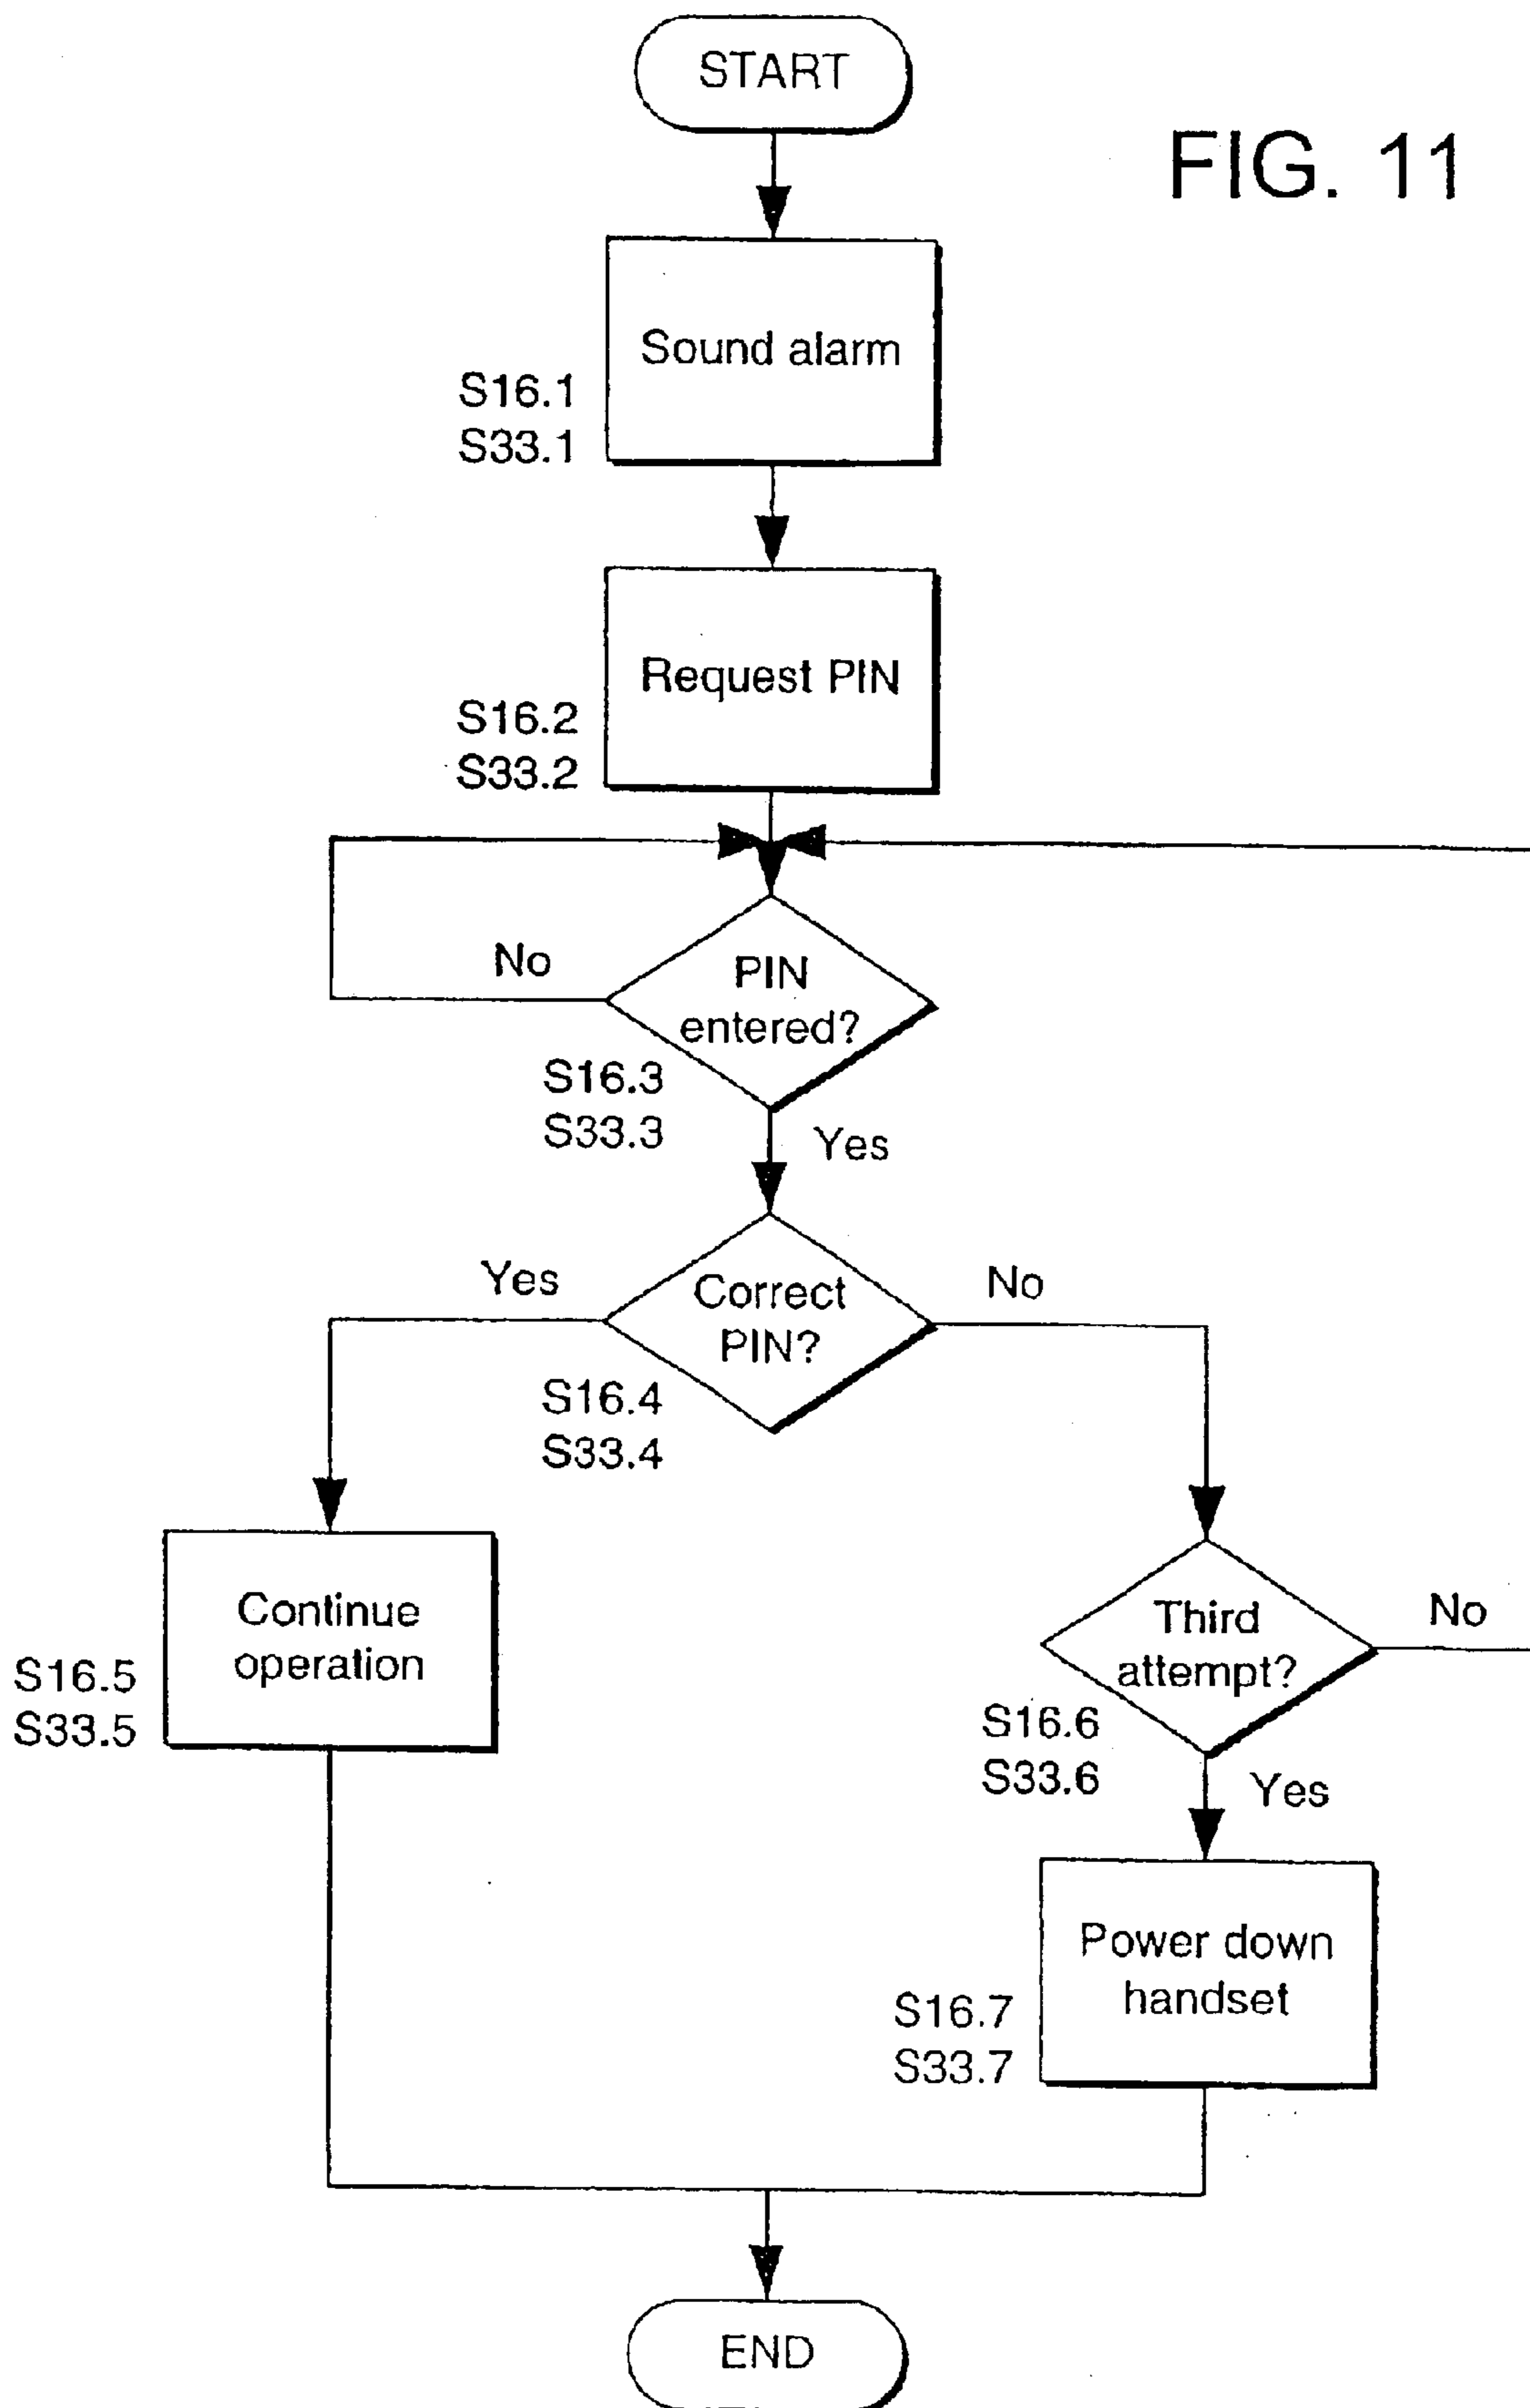 START
FIG. 11
Sound alarm
S16.1
S33.1
Request PIN
S16.2
S33.2
No
PIN
entered?
S16.3
S33.3
Yes
Yes
Correct
PIN?
No
S16.4
S33.4
Continue
operation
S16.5
S33.5
Third
attempt?
No
S16.6
S33.6
Yes
Power down
handset
S16.7
S33.7
END